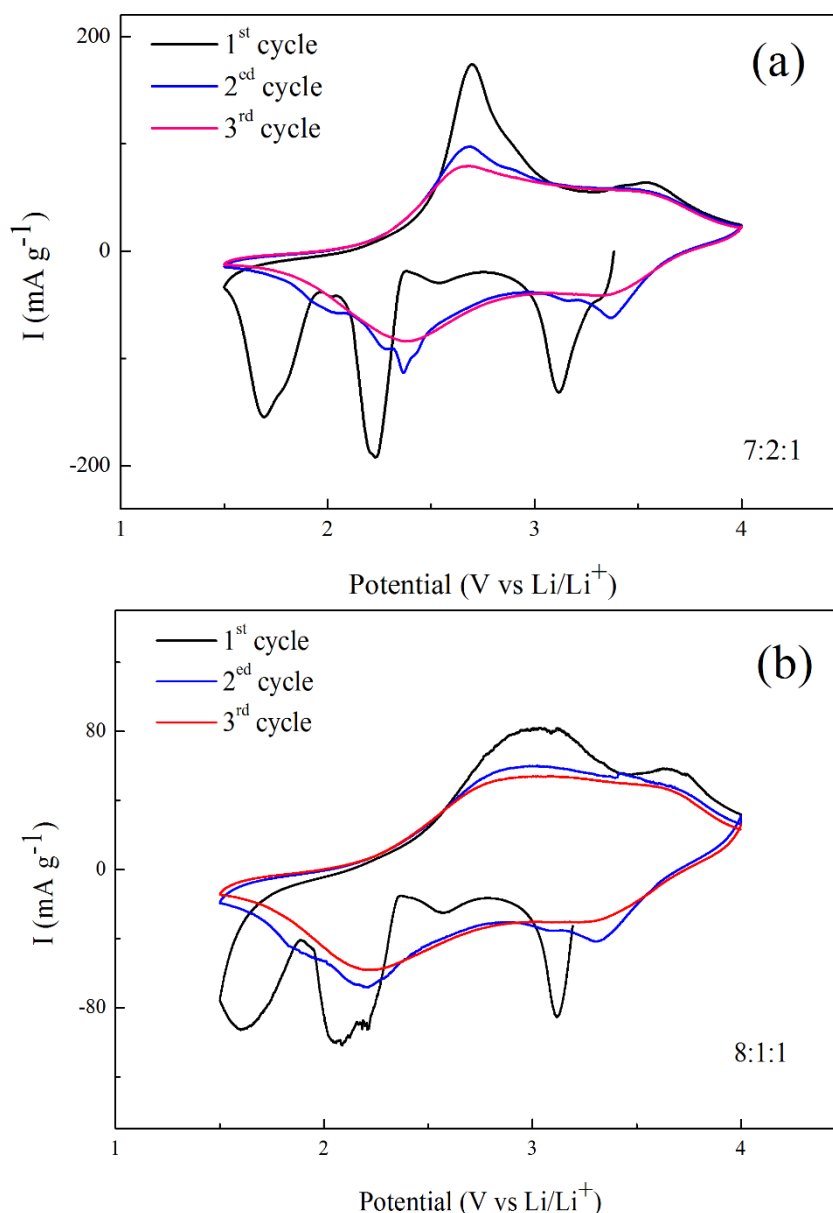 200
1st cycle
2ed cycle
3rd cycle
(a)
0
I (mA g-1)
-200
7:2:1
1 2 3 4
Potential (V vs Li/Li+)
1st cycle
2ed cycle
3rd cycle
(b)
80
0
I (mA g-1)
-80
8:1:1
1 2 3 4
Potential (V vs Li/Li+)